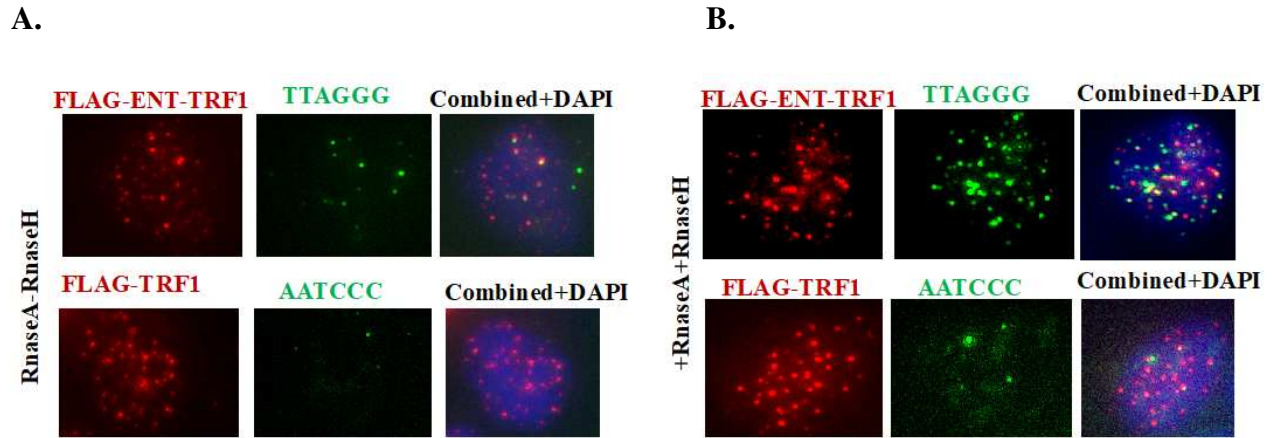 A.
FLAG-ENT-TRF1 TTAGGG Combined+DAPI
FLAG-TRF1 AATCCC Combined+DAPI
RnaseA-RnaseH
B.
FLAG-ENT-TRF1 TTAGGG Combined+DAPI
FLAG-TRF1 AATCCC Combined+DAPI
+RnaseA+RnaseH